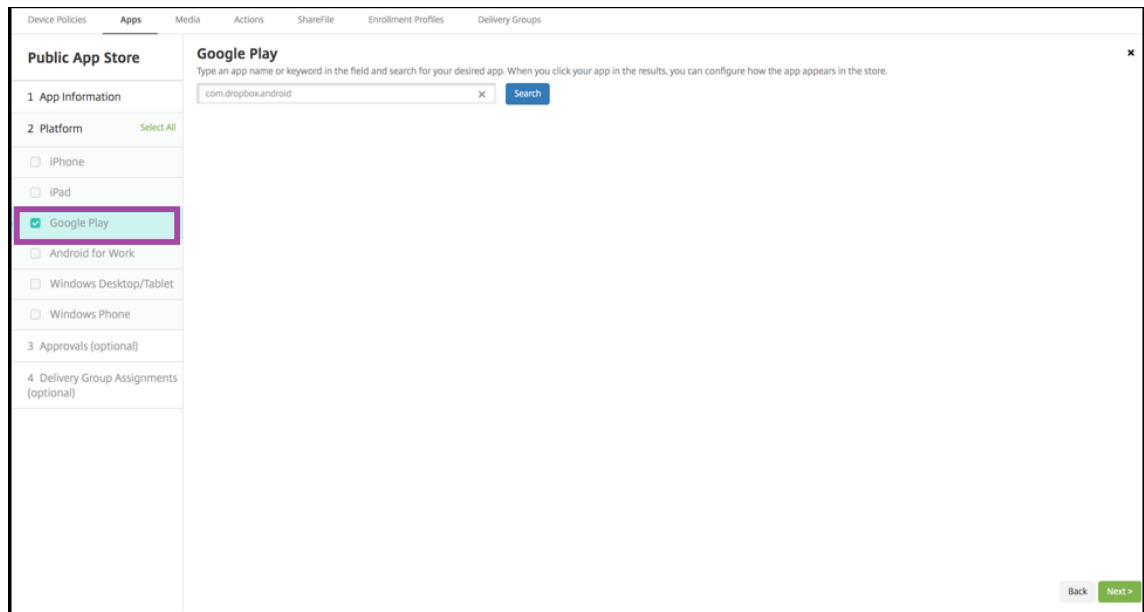 Device Policies Apps Media Actions ShareFile Enrollment Profiles Delivery Groups
Public App Store
1 App Information
2 Platform Select All
iPhone
iPad
Google Play
Android for Work
Windows Desktop/Tablet
Windows Phone
3 Approvals (optional)
4 Delivery Group Assignments
(optional)
Google Play
Type an app name or keyword in the field and search for your desired app. When you click your app in the results, you can configure how the app appears in the store.
com.dropbox.android Search
Back Next >